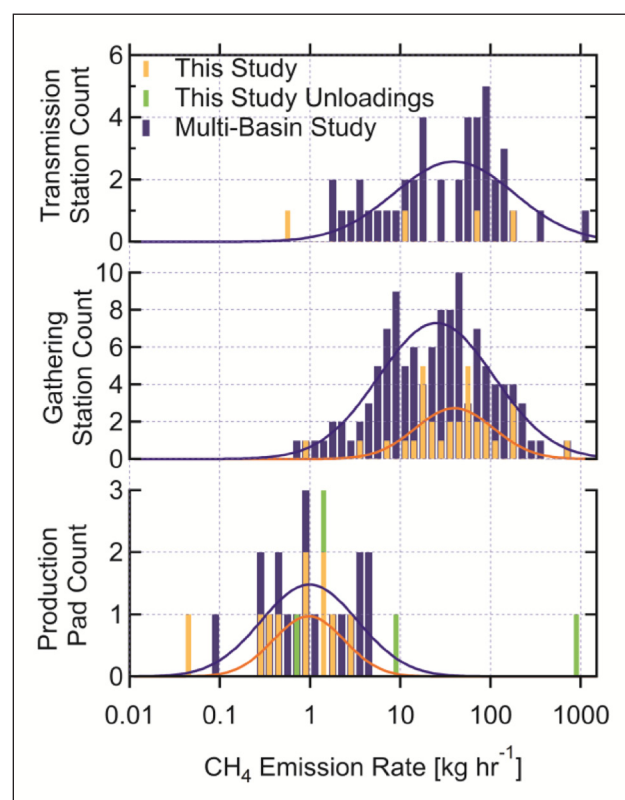 6
4
2
0
Transmission
Station Count
This Study
This Study Unloadings
Multi-Basin Study
10
8
6
4
2
0
Gathering
Station Count
3
2
1
0
Production
Pad Count
0.01 0.1 1 10 100 1000
CH₄ Emission Rate [kg hr⁻¹]